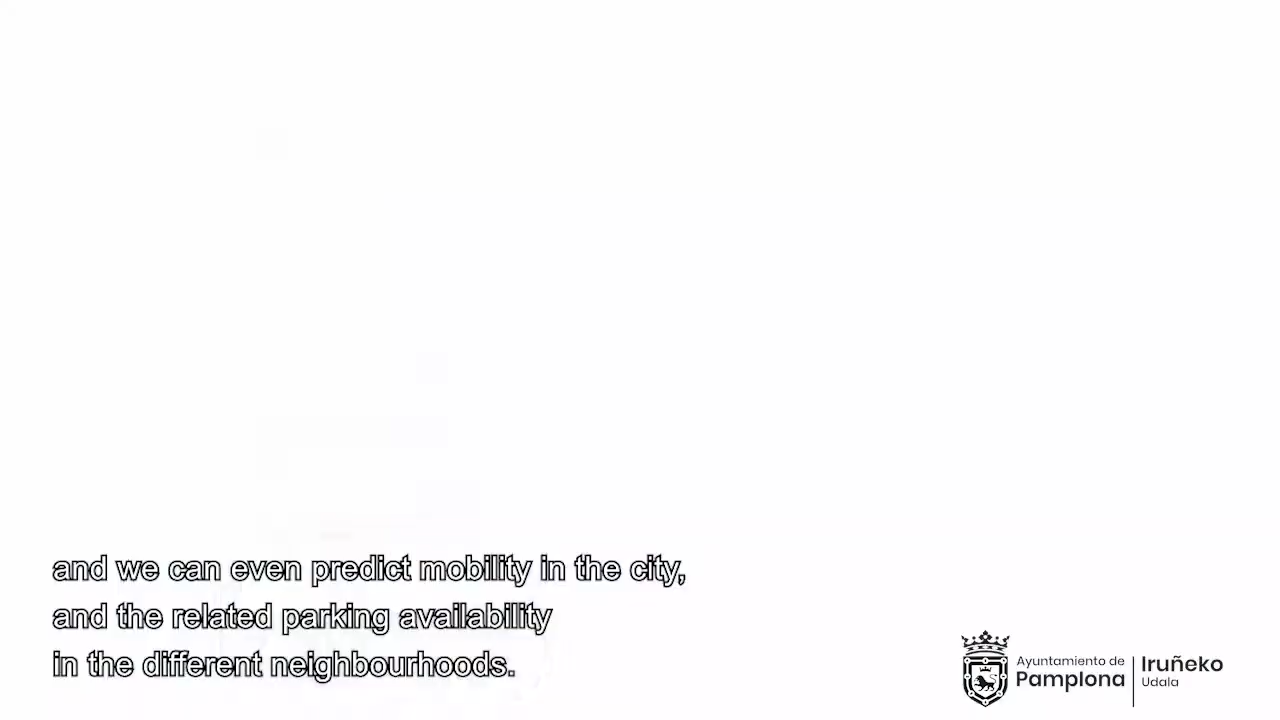 and we can even predict mobility in the city,
and the related parking availability
in the different neighbourhoods.
Ayuntamiento de
Pamplona
Iruñeko
Udala